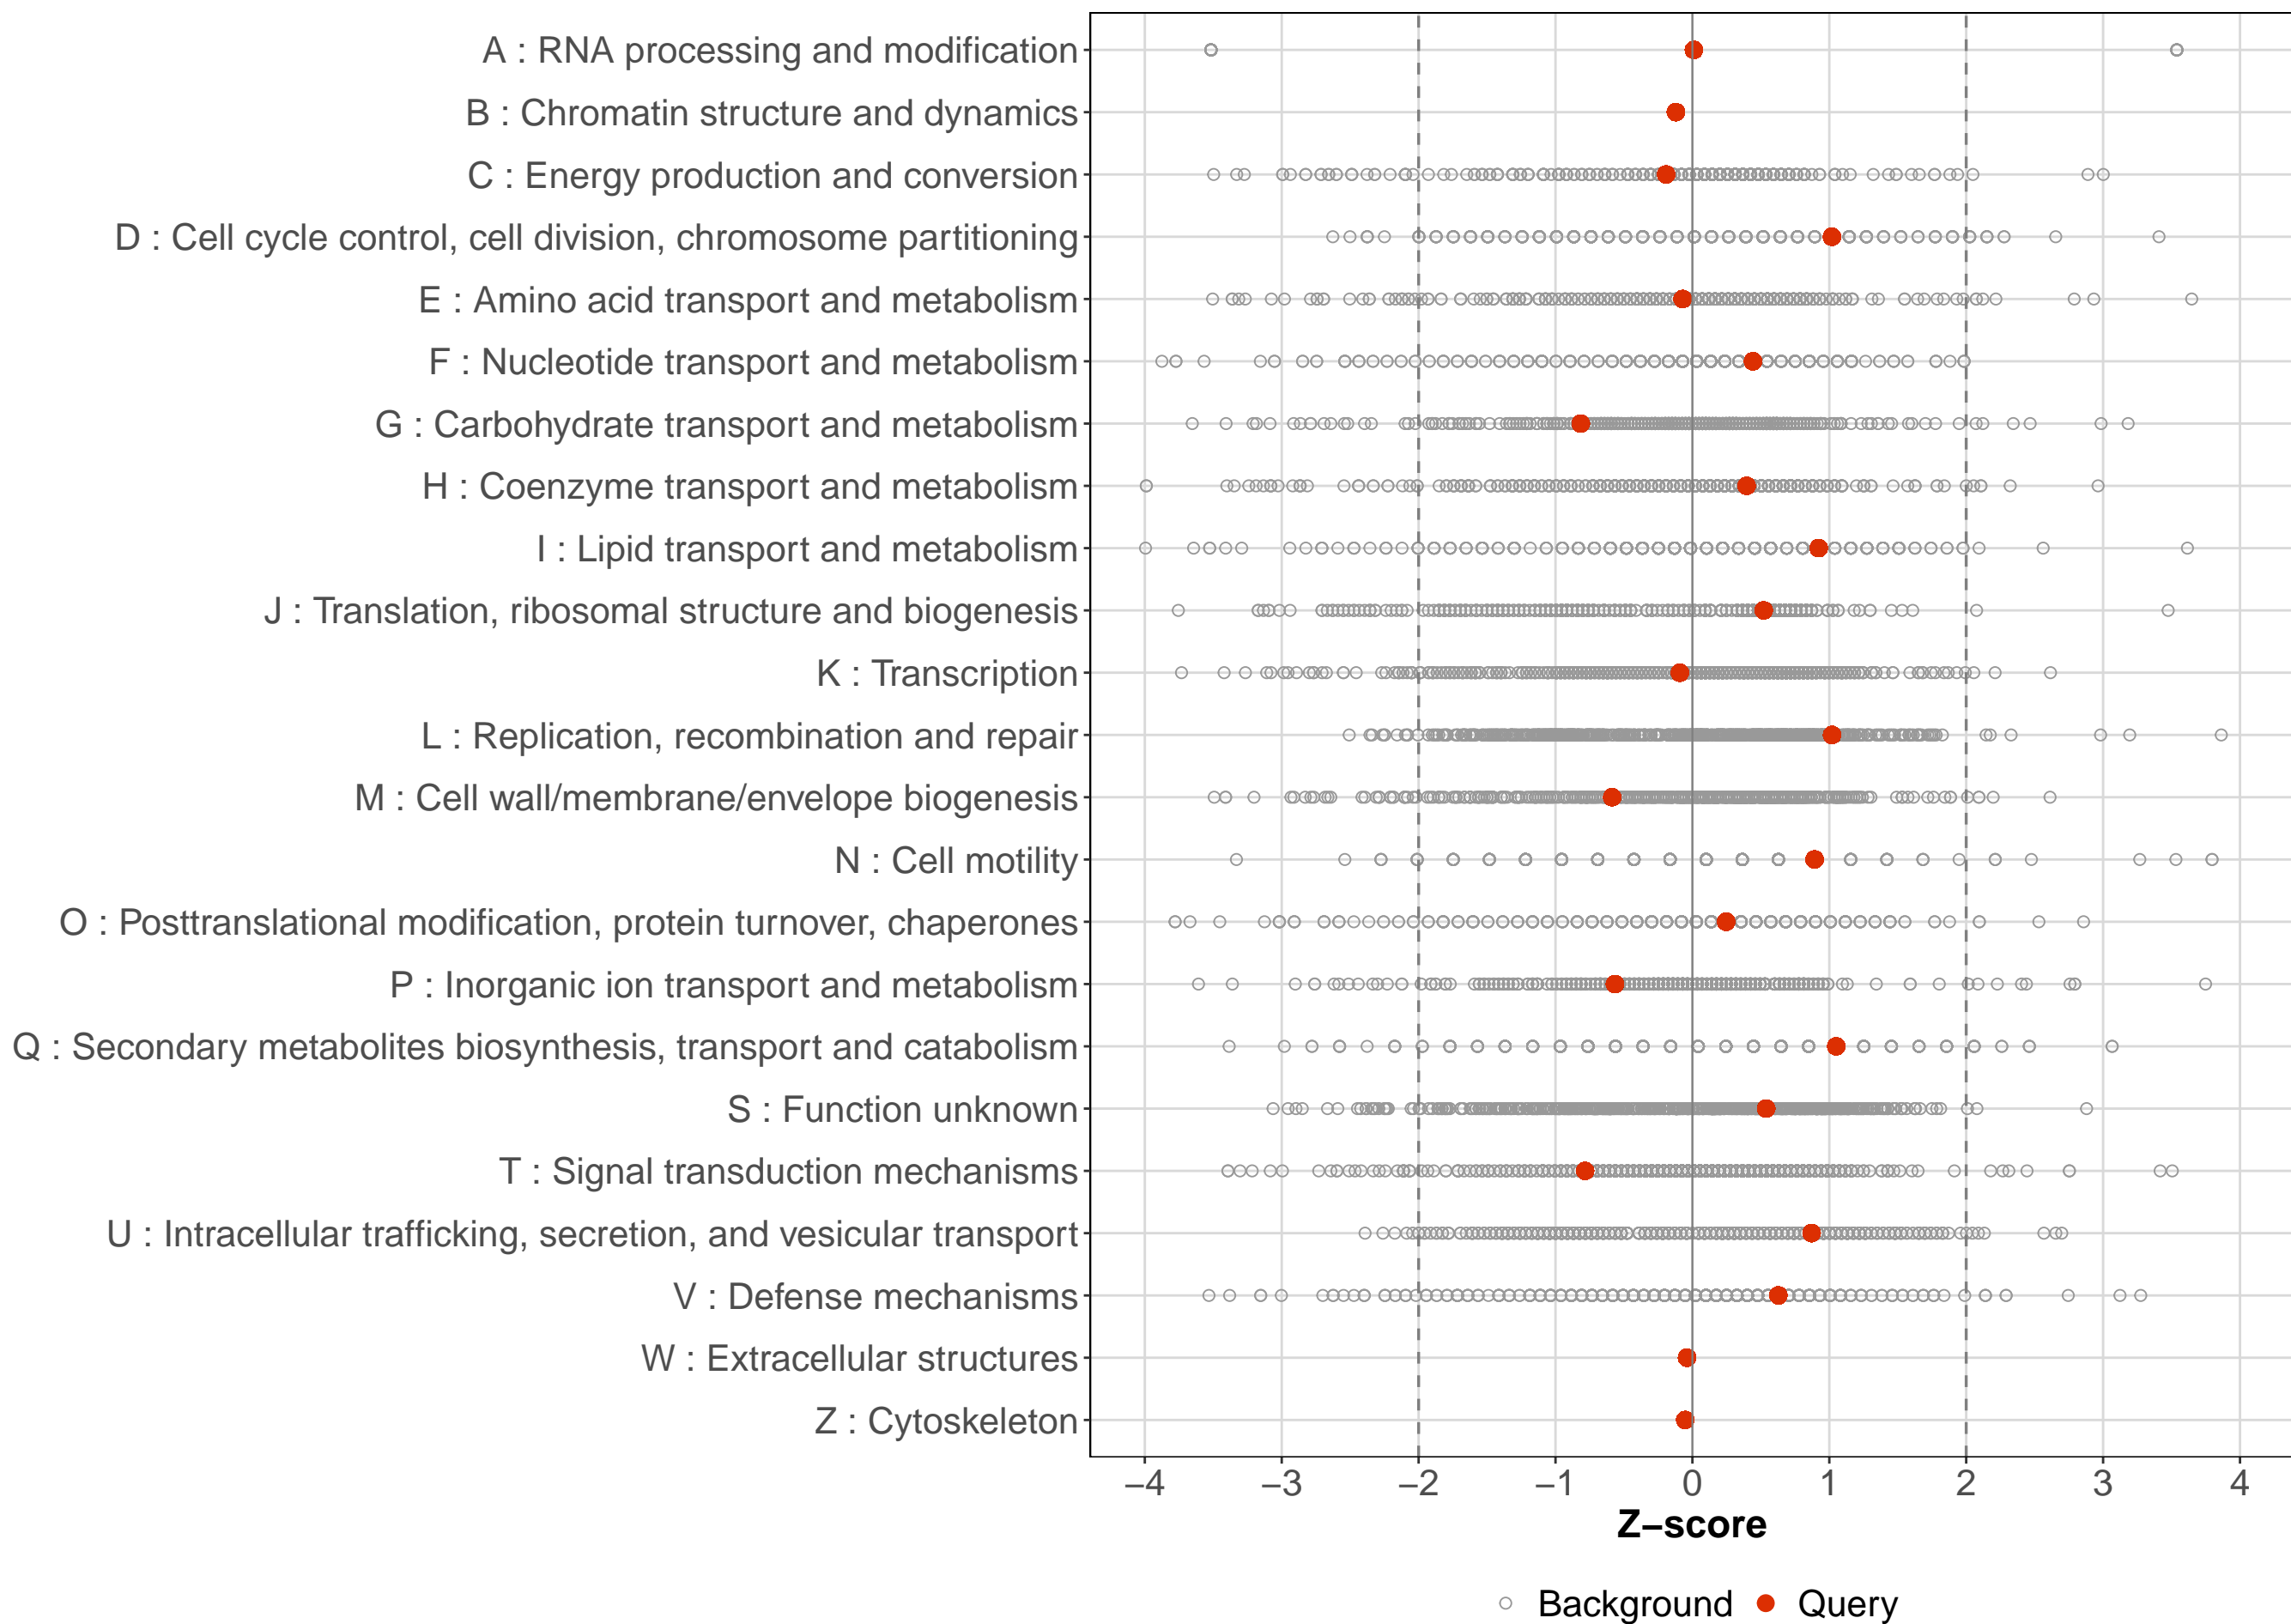 A : RNA processing and modification
B : Chromatin structure and dynamics
C : Energy production and conversion
D : Cell cycle control, cell division, chromosome partitioning
E : Amino acid transport and metabolism
F : Nucleotide transport and metabolism
G : Carbohydrate transport and metabolism
H : Coenzyme transport and metabolism
I : Lipid transport and metabolism
J : Translation, ribosomal structure and biogenesis
K : Transcription
L : Replication, recombination and repair
M : Cell wall/membrane/envelope biogenesis
N : Cell motility
O : Posttranslational modification, protein turnover, chaperones
P : Inorganic ion transport and metabolism
Q : Secondary metabolites biosynthesis, transport and catabolism
S : Function unknown
T : Signal transduction mechanisms
U : Intracellular trafficking, secretion, and vesicular transport
V : Defense mechanisms
W : Extracellular structures
Z : Cytoskeleton
−4 −3 −2 −1 0 1 2 3 4
Z−score
Background Query